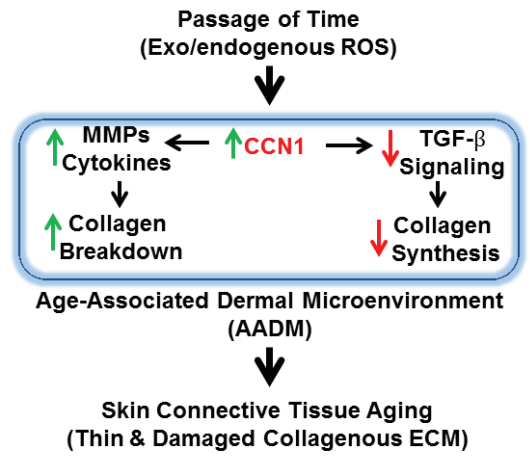 Passage of Time
(Exo/endogenous ROS)
MMPs
Cytokines
CCN1
TGF-β
Signaling
Collagen
Breakdown
Collagen
Synthesis
Age-Associated Dermal Microenvironment
(AADM)
Skin Connective Tissue Aging
(Thin & Damaged Collagenous ECM)